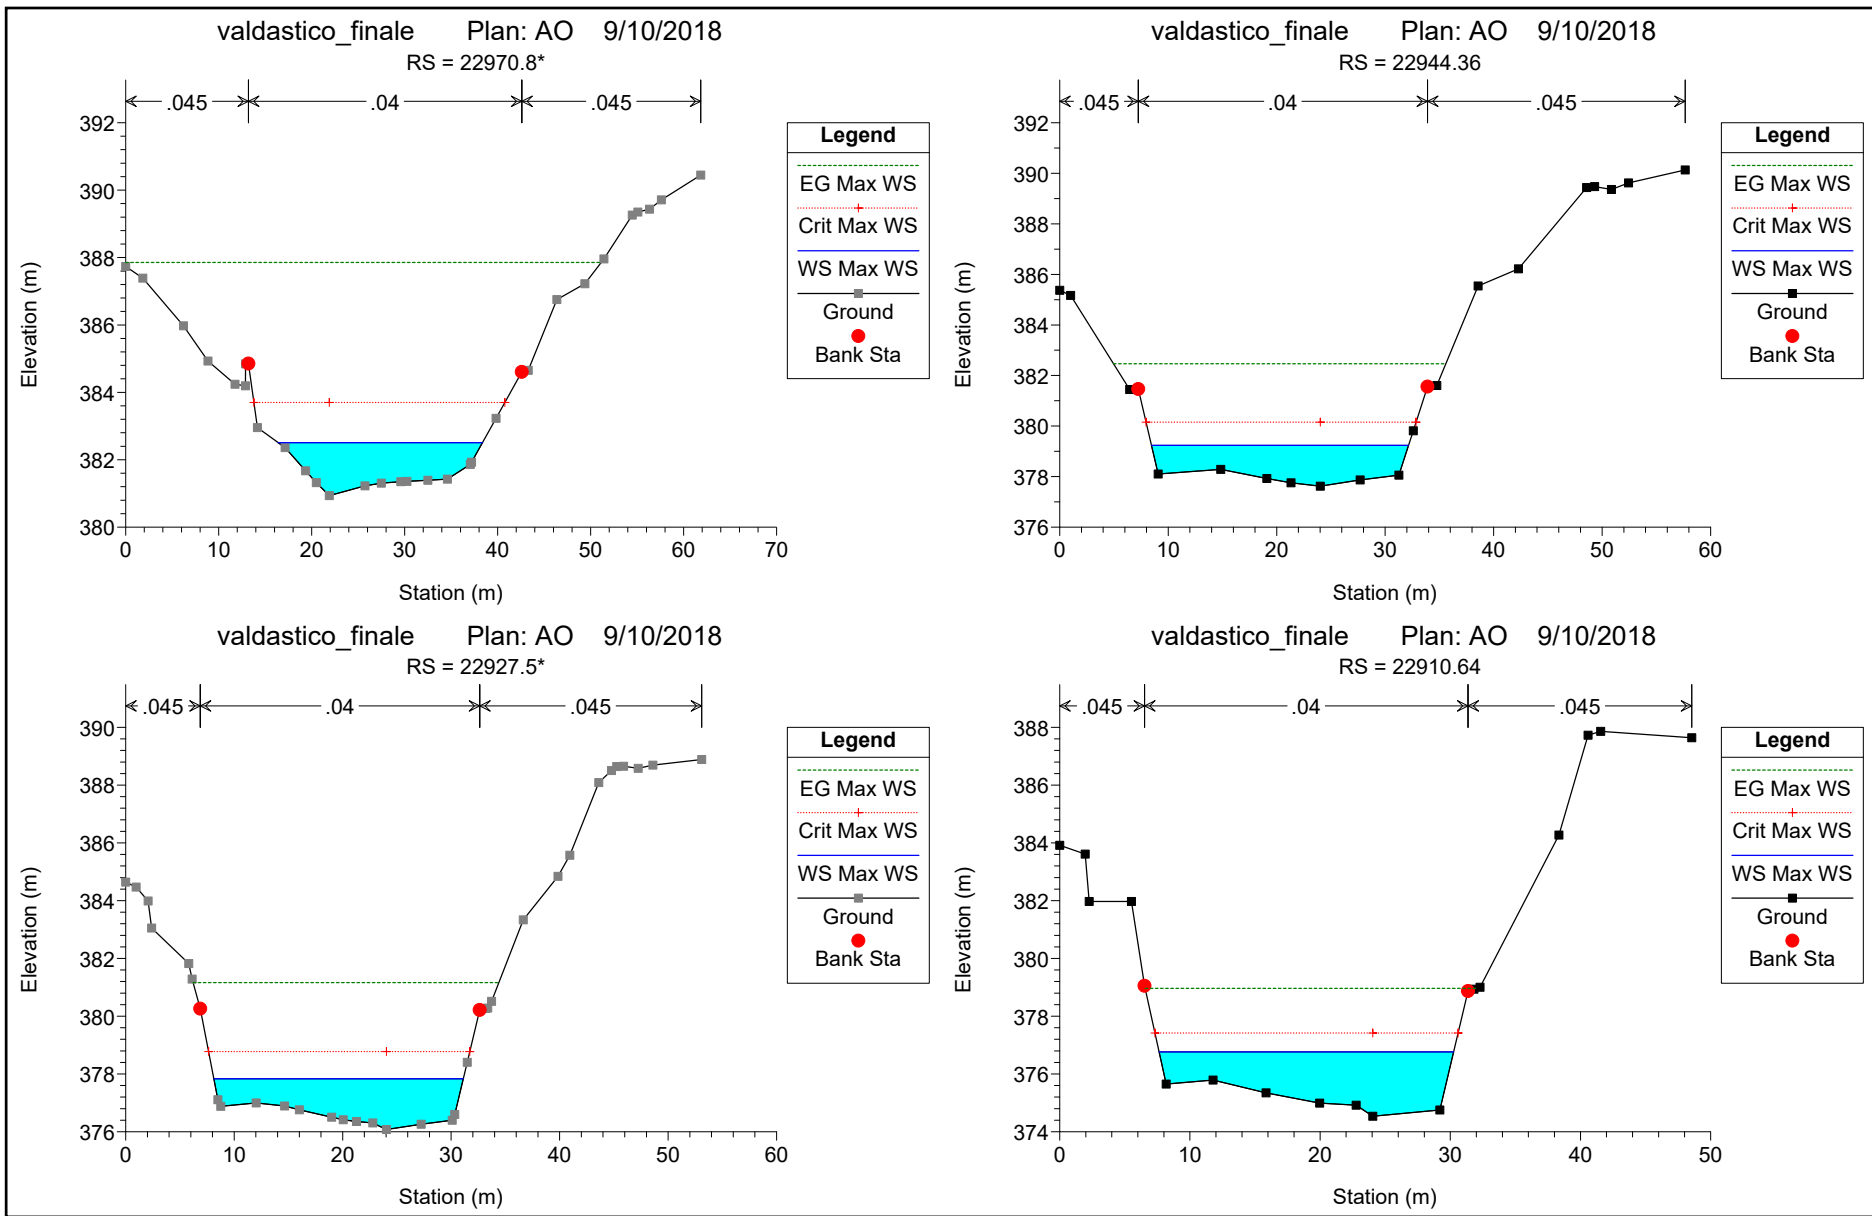 valdastico_finale Plan: AO 9/10/2018
RS = 22970.8*
.045 .04 .045
392
390
388
386
384
382
380
Elevation (m)
0 10 20 30 40 50 60 70
Station (m)
Legend
EG Max WS
Crit Max WS
WS Max WS
Ground
Bank Sta
valdastico_finale Plan: AO 9/10/2018
RS = 22944.36
.045 .04 .045
392
390
388
386
384
382
380
378
376
Elevation (m)
0 10 20 30 40 50 60
Station (m)
Legend
EG Max WS
Crit Max WS
WS Max WS
Ground
Bank Sta
valdastico_finale Plan: AO 9/10/2018
RS = 22927.5*
.045 .04 .045
390
388
386
384
382
380
378
376
Elevation (m)
0 10 20 30 40 50 60
Station (m)
Legend
EG Max WS
Crit Max WS
WS Max WS
Ground
Bank Sta
valdastico_finale Plan: AO 9/10/2018
RS = 22910.64
.045 .04 .045
388
386
384
382
380
378
376
374
Elevation (m)
0 10 20 30 40 50
Station (m)
Legend
EG Max WS
Crit Max WS
WS Max WS
Ground
Bank Sta